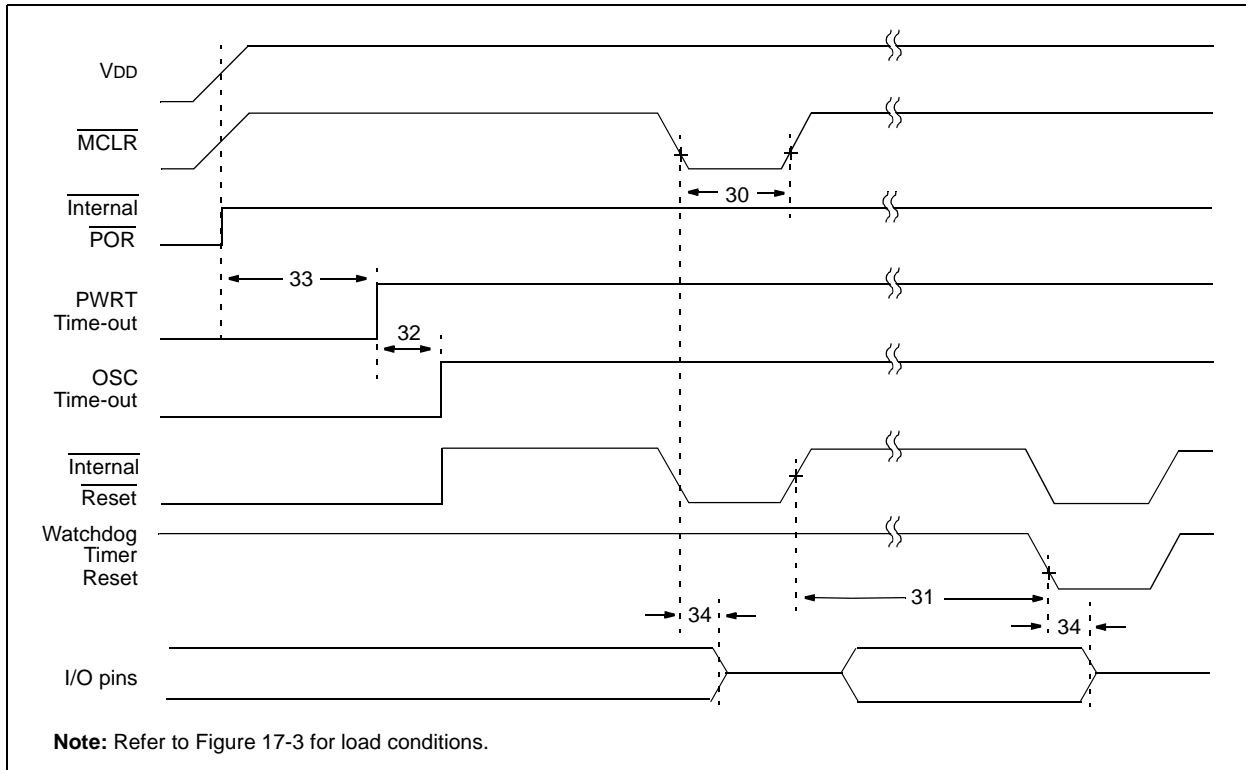 VDD
MCLR
30
Internal
POR
33
PWRT
Time-out
32
OSC
Time-out
Internal
Reset
Watchdog
Timer
Reset
31
34
34
I/O pins
Note: Refer to Figure 17-3 for load conditions.